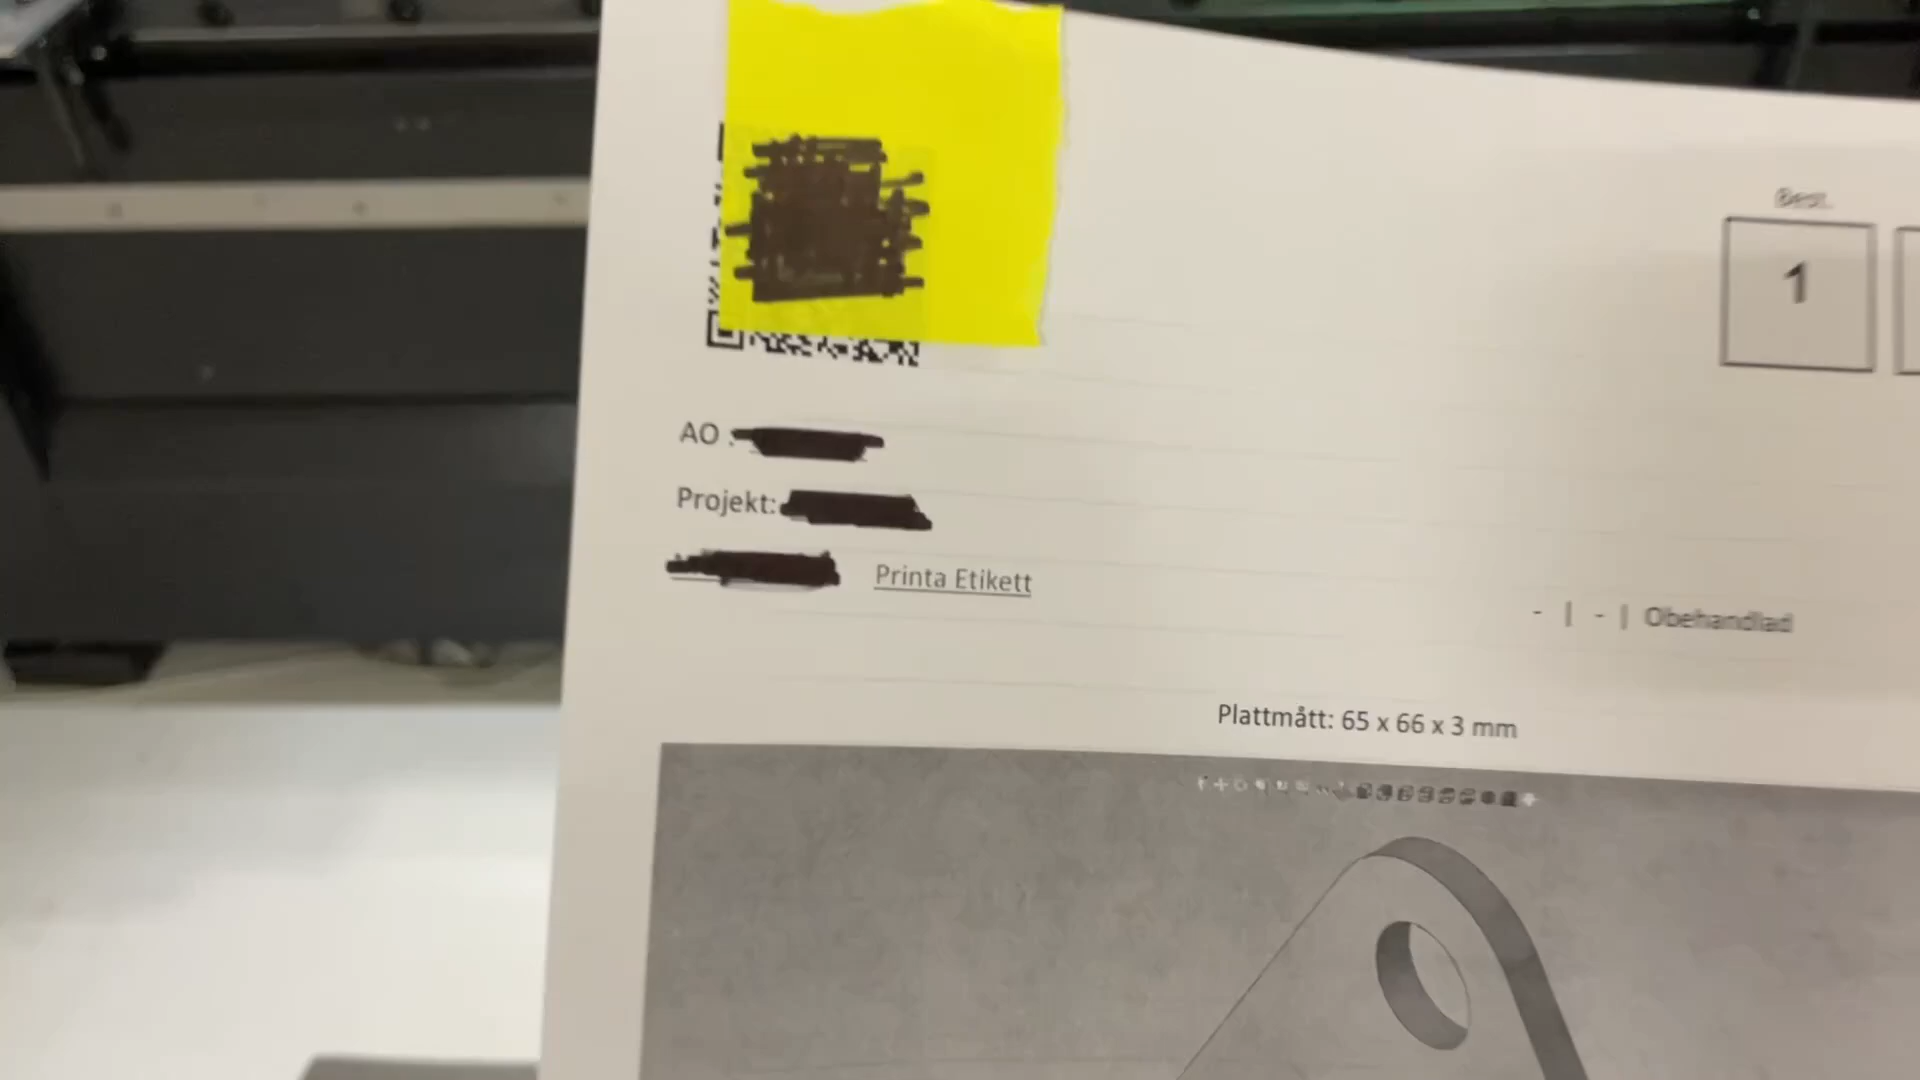 Best.
1
AO :
Projekt:
Printa Etikett
- | - | Obehandlad
Plattmått: 65 x 66 x 3 mm